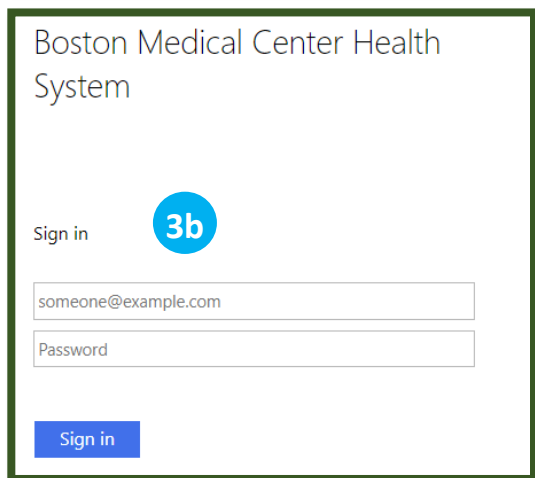 Boston Medical Center Health
System
Sign in
3b
someone@example.com
Password
Sign in